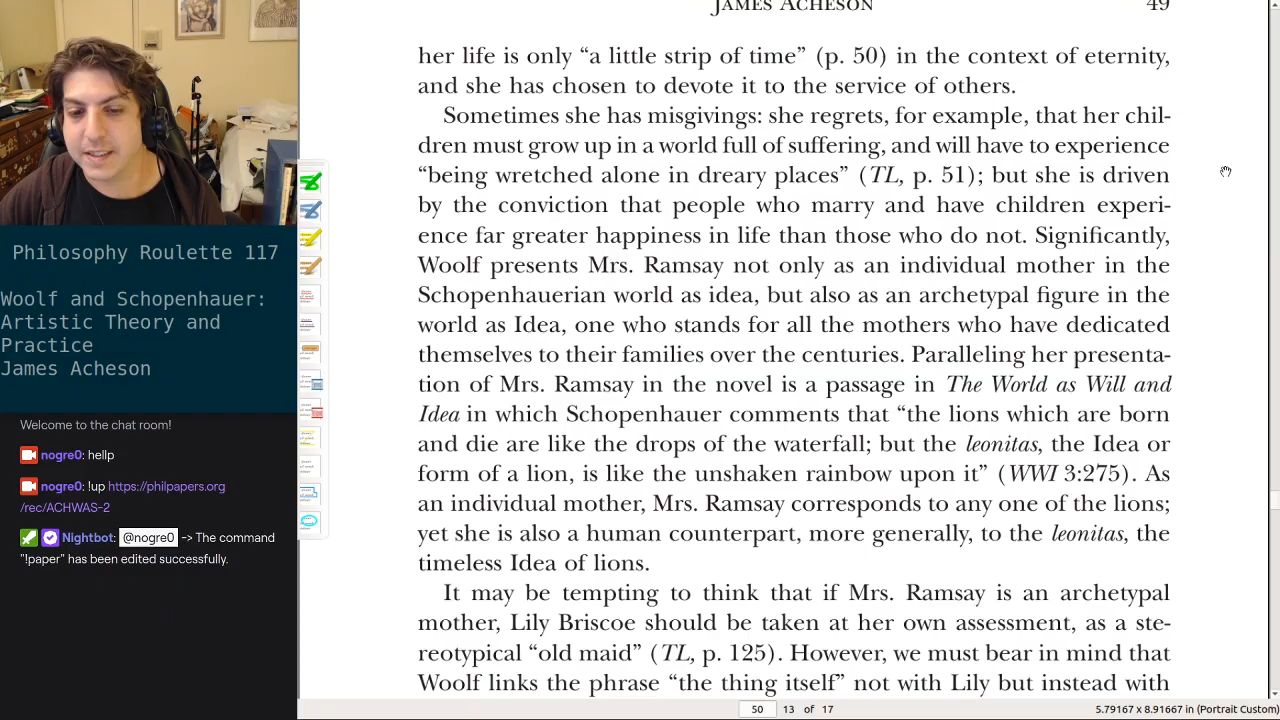 JAMES ACHESON 49
her life is only “a little strip of time” (p. 50) in the context of eternity,
and she has chosen to devote it to the service of others.
Sometimes she has misgivings: she regrets, for example, that her chil-
dren must grow up in a world full of suffering, and will have to experience
“being wretched alone in dreary places” (TL, p. 51); but she is driven
by the conviction that people who marry and have children experi-
ence far greater happiness in life than those who do not. Significantly,
Woolf presents Mrs. Ramsay not only as an individual mother in the
Schopenhauerian world as will, but also as an archetypal figure in the
world as Idea—one who stands for all the mothers who have dedicated
themselves to their families over the centuries. Parallel to her presenta-
tion of Mrs. Ramsay in the novel is a passage in The World as Will and
Idea in which Schopenhauer comments that “the lions which are born
and die are like the drops of the waterfall; but the leonitas, the Idea or
form of a lion, is like the unshaken rainbow upon it” (WI 3:8, 75). As
an individual mother, Mrs. Ramsay corresponds to any one of the lions,
yet she is also a human counterpart, more generally, to the leonitas, the
timeless Idea of lions.
It may be tempting to think that if Mrs. Ramsay is an archetypal
mother, Lily Briscoe should be taken at her own assessment, as a ste-
reotypical “old maid” (TL, p. 125). However, we must bear in mind that
Woolf links the phrase “the thing itself” not with Lily but instead with
Philosophy Roulette 117
Woolf and Schopenhauer:
Artistic Theory and
Practice
James Acheson
Welcome to the chat room!
nogre0: hellp
nogre0: !up https://philpapers.org
/rec/ACHWAS-2
Nightbot: @nogre0 -> The command
"!paper" has been edited successfully.
50 13 of 17 5.79167 x 8.91667 in (Portrait Custom)